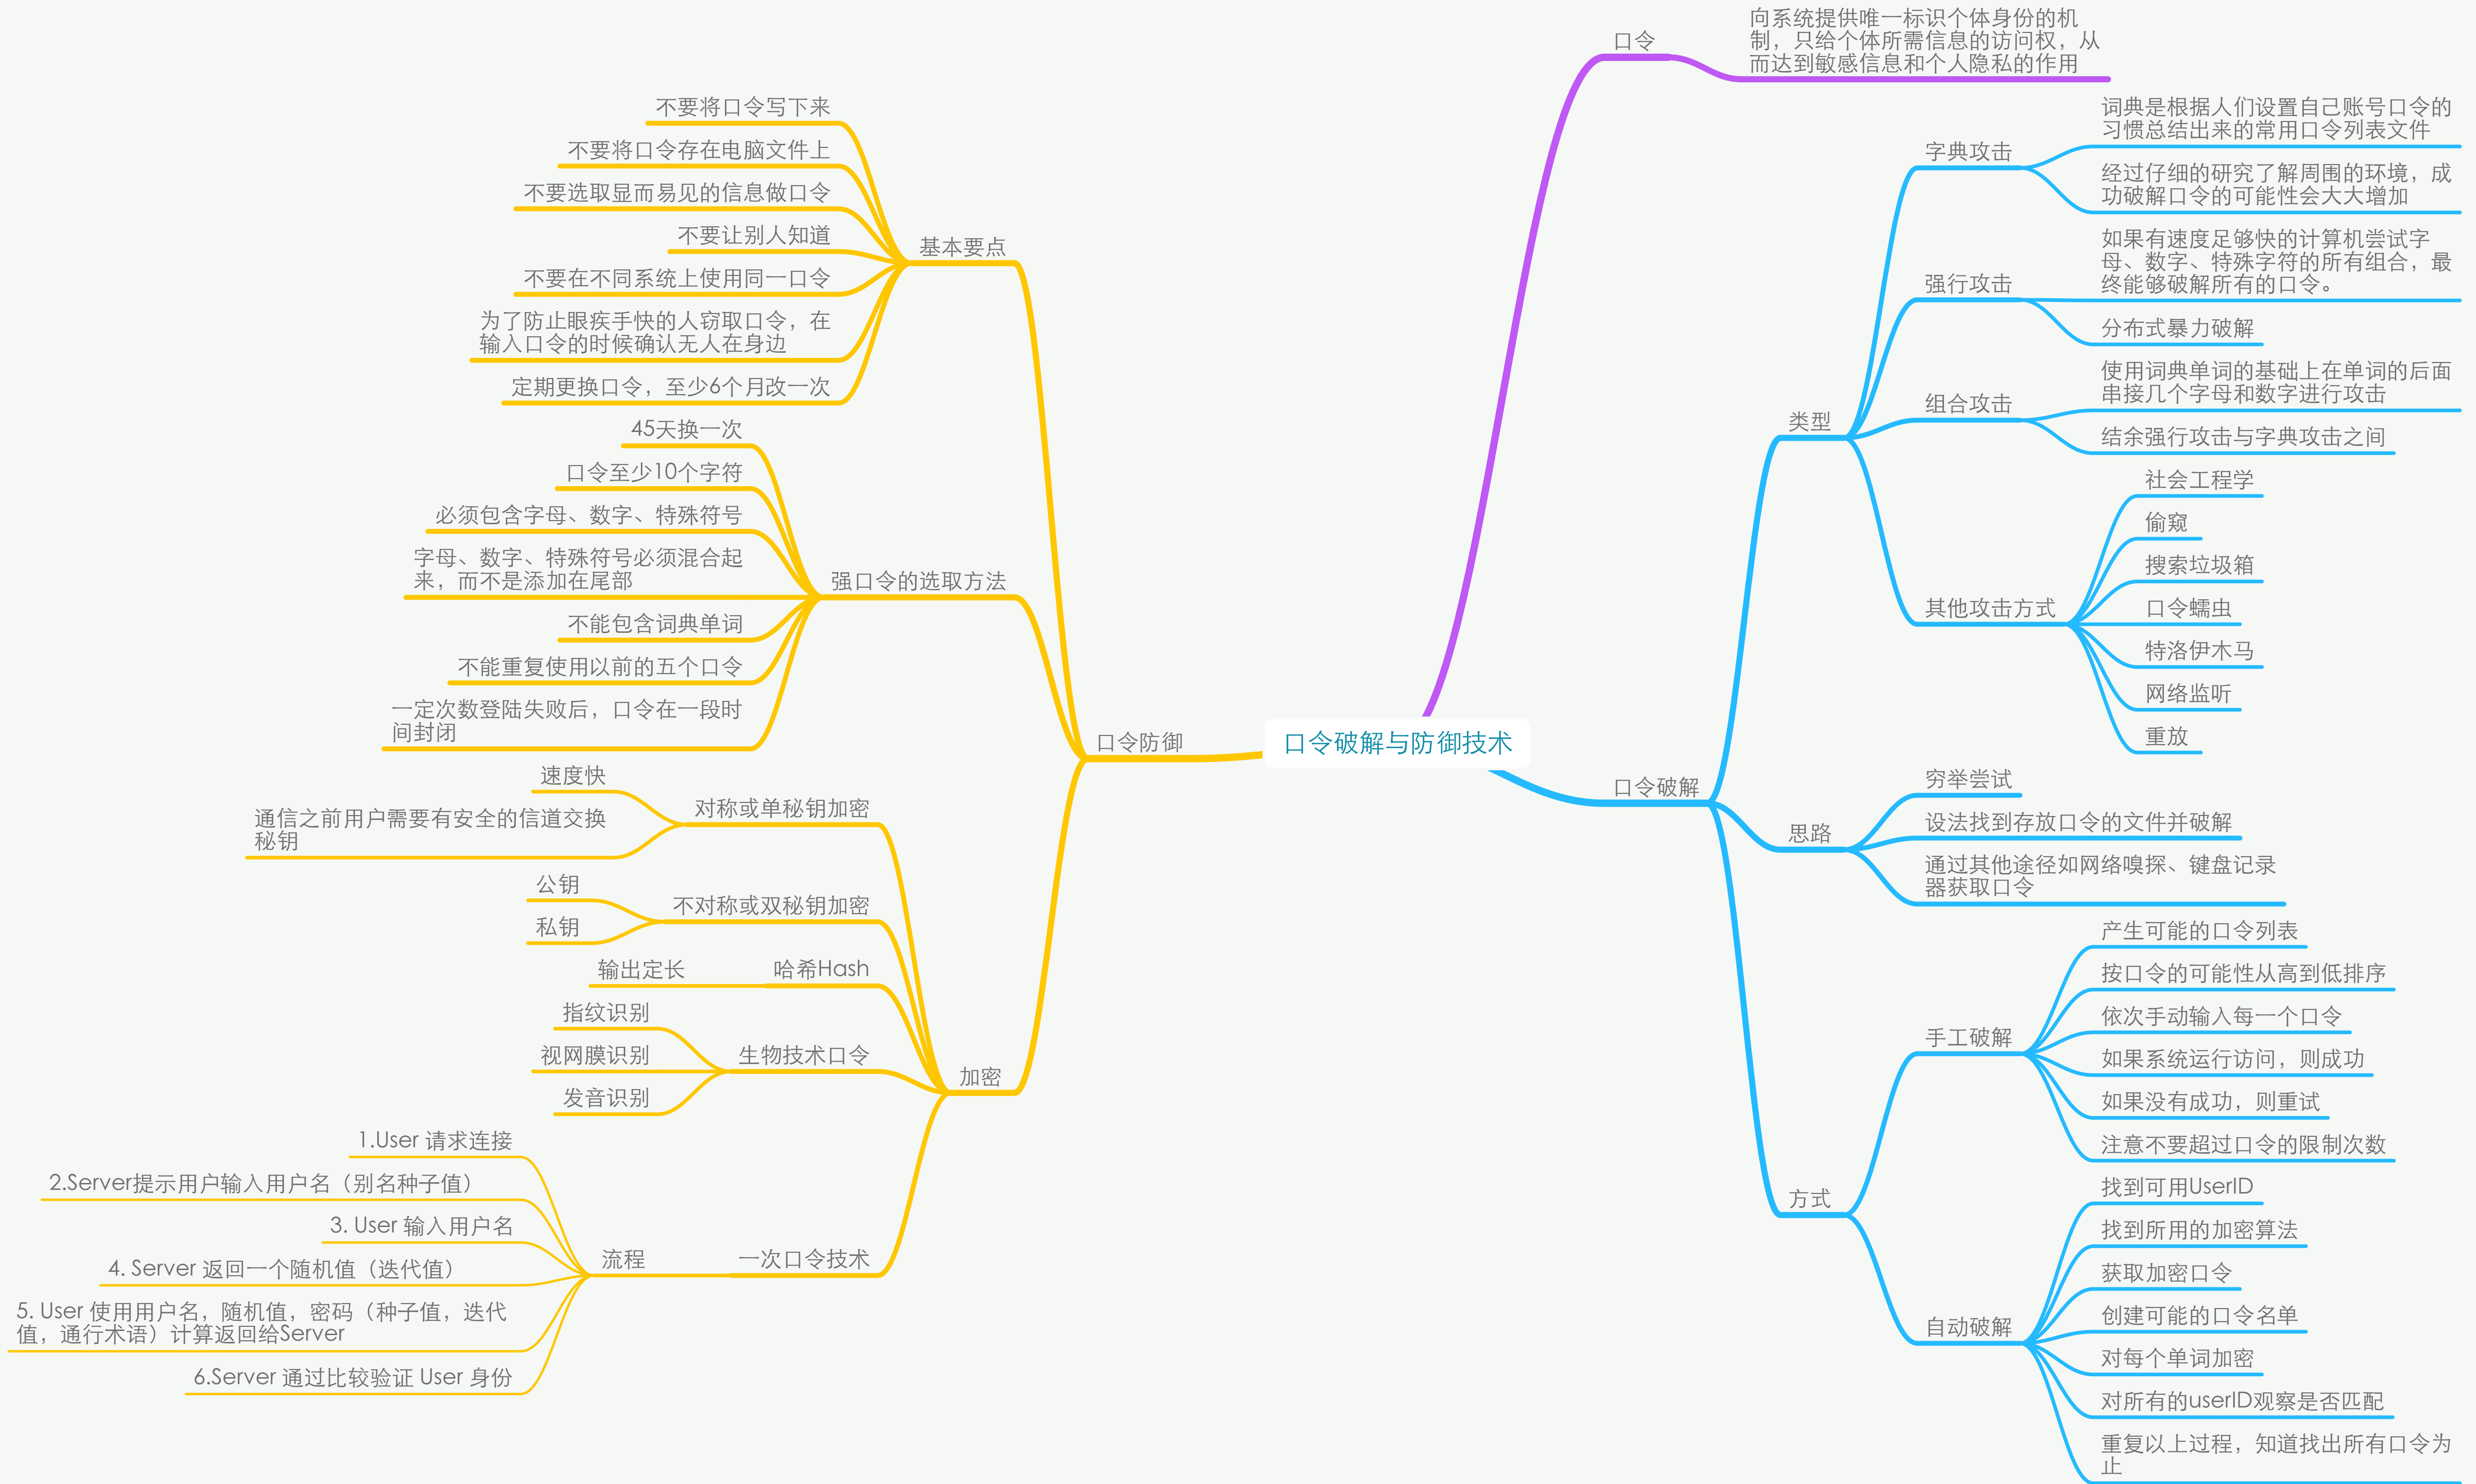 口令破解与防御技术
口令
向系统提供唯一标识个体身份的机
制，只给个体所需信息的访问权，从
而达到敏感信息和个人隐私的作用
口令破解
类型
字典攻击
词典是根据人们设置自己账号口令的
习惯总结出来的常用口令列表文件
经过仔细的研究了解周围的环境，成
功破解口令的可能性会大大增加
强行攻击
如果有速度足够快的计算机尝试字
母、数字、特殊字符的所有组合，最
终能够破解所有的口令。
分布式暴力破解
组合攻击
使用词典单词的基础上在单词的后面
串接几个字母和数字进行攻击
结余强行攻击与字典攻击之间
其他攻击方式
社会工程学
偷窥
搜索垃圾箱
口令蠕虫
特洛伊木马
网络监听
重放
思路
穷举尝试
设法找到存放口令的文件并破解
通过其他途径如网络嗅探、键盘记录
器获取口令
方式
手工破解
产生可能的口令列表
按口令的可能性从高到低排序
依次手动输入每一个口令
如果系统运行访问，则成功
如果没有成功，则重试
注意不要超过口令的限制次数
自动破解
找到可用UserID
找到所用的加密算法
获取加密口令
创建可能的口令名单
对每个单词加密
对所有的userID观察是否匹配
重复以上过程，知道找出所有口令为
止
口令防御
基本要点
不要将口令写下来
不要将口令存在电脑文件上
不要选取显而易见的信息做口令
不要让别人知道
不要在不同系统上使用同一口令
为了防止眼疾手快的人窃取口令，在
输入口令的时候确认无人在身边
定期更换口令，至少6个月改一次
强口令的选取方法
45天换一次
口令至少10个字符
必须包含字母、数字、特殊符号
字母、数字、特殊符号必须混合起
来，而不是添加在尾部
不能包含词典单词
不能重复使用以前的五个口令
一定次数登陆失败后，口令在一段时
间封闭
加密
对称或单秘钥加密
速度快
通信之前用户需要有安全的信道交换
秘钥
不对称或双秘钥加密
公钥
私钥
哈希Hash
输出定长
生物技术口令
指纹识别
视网膜识别
发音识别
一次口令技术
流程
1.User 请求连接
2.Server提示用户输入用户名（别名种子值）
3. User 输入用户名
4. Server 返回一个随机值（迭代值）
5. User 使用用户名，随机值，密码（种子值，迭代
值，通行术语）计算返回给Server
6.Server 通过比较验证 User 身份